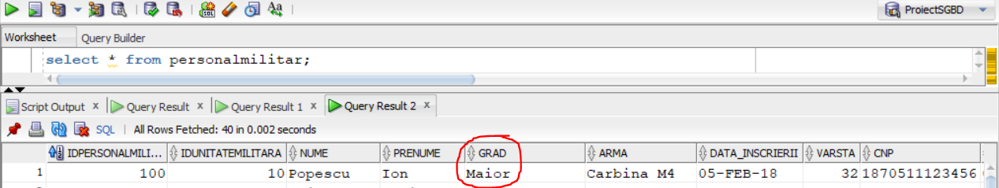 ProiectSGBD
Worksheet Query Builder
select * from personalmilitar;
Script Output x Query Result x Query Result 1 x Query Result 2 x
SQL | All Rows Fetched: 40 in 0.002 seconds
IDPERSONALMILI... IDUNITATEMILITARA NUME PRENUME GRAD ARMA DATA_INSCRIERII VARSTA CNP
1 100 10 Popescu Ion Maior Carbina M4 05-FEB-18 32 1870511123456